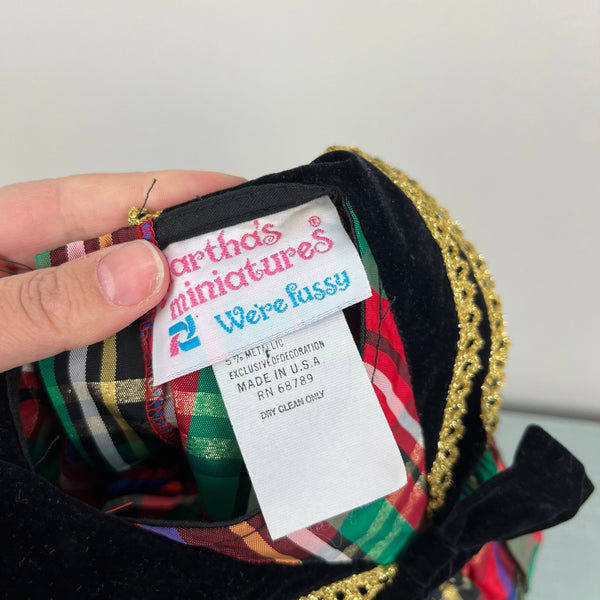 artha's
miniatures®
We're fussy
5% METALLIC
EXCLUSIVE OF DECORATION
MADE IN U.S.A.
RN 68789
DRY CLEAN ONLY